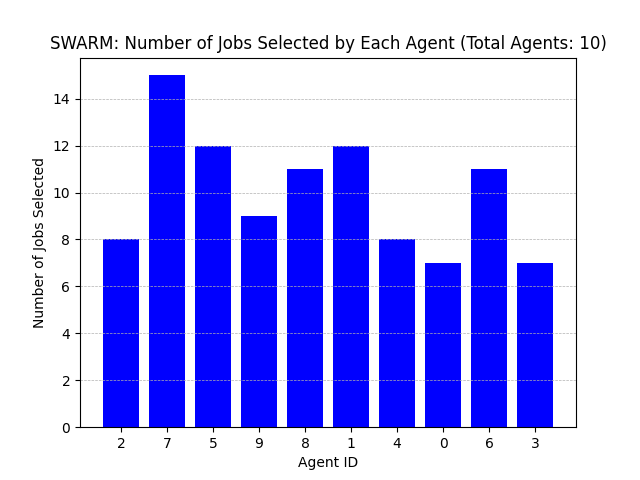 SWARM: Number of Jobs Selected by Each Agent (Total Agents: 10)
Number of Jobs Selected
14
12
10
8
6
4
2
0
2 7 5 9 8 1 4 0 6 3
Agent ID